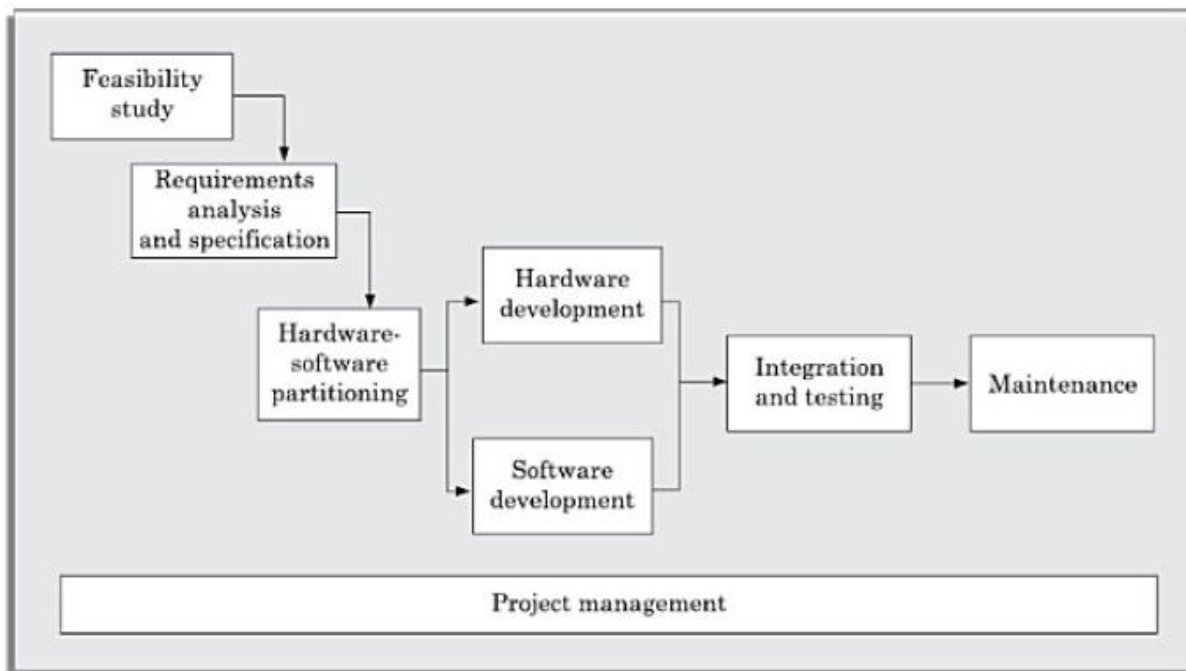 Feasibility
study
Requirements
analysis
and specification
Hardware-
software
partitioning
Hardware
development
Software
development
Integration
and testing
Maintenance
Project management